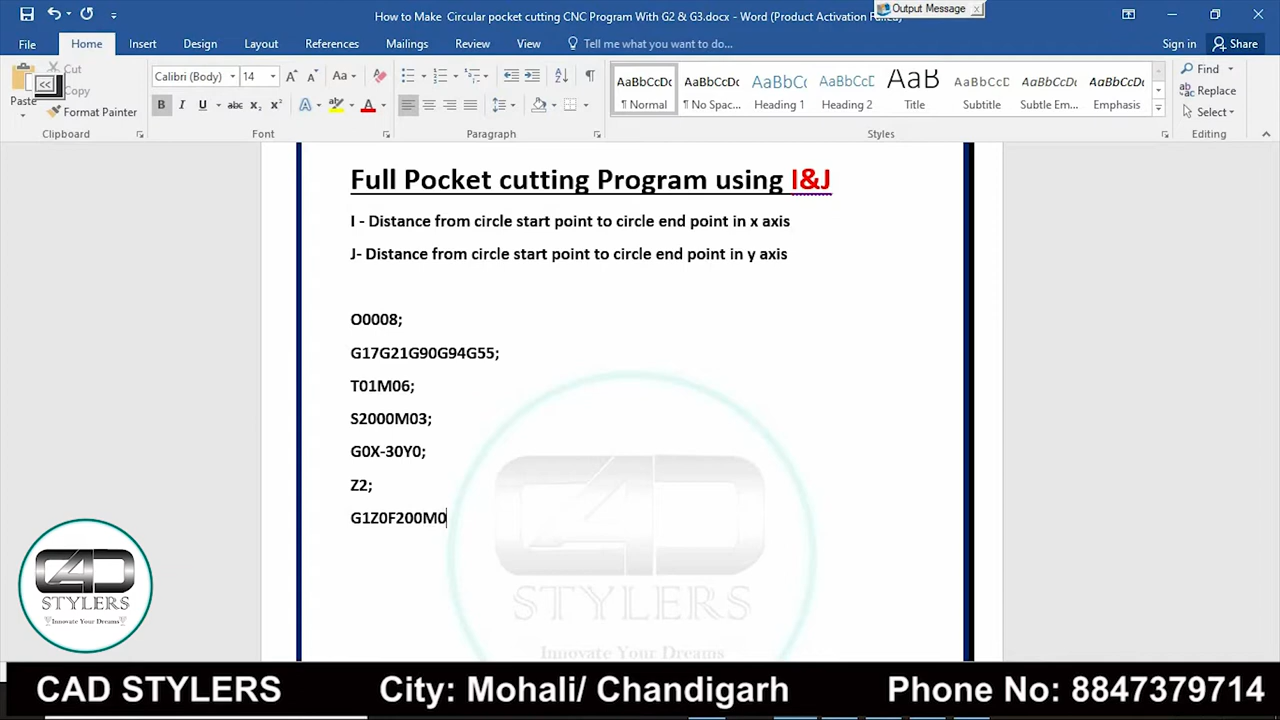 How to Make Circular pocket cutting CNC Program With G2 & G3.docx - Word (Product Activation
Output Message
File Home Insert Design Layout References Mailings Review View Tell me what you want to do... Sign in Share
Cut
Copy
Paste
Format Painter
Clipboard
Calibri (Body) 14
Font
Paragraph
AaBbCcDc AaBbCcDc AaBbCc AaBbCcD AaB AaBbCcD AaBbCcDc AaBbCcDc
¶ Normal ¶ No Spac... Heading 1 Heading 2 Title Subtitle Subtle Em... Emphasis
Styles
Find
Replace
Select
Editing
Full Pocket cutting Program using I&J
I - Distance from circle start point to circle end point in x axis
J- Distance from circle start point to circle end point in y axis
O0008;
G17G21G90G94G55;
T01M06;
S2000M03;
G0X-30Y0;
Z2;
G1Z0F200M0
STYLERS
Innovate Your Dreams
STYLERS
Innovate Your Dreams
CAD STYLERS City: Mohali/ Chandigarh Phone No: 8847379714